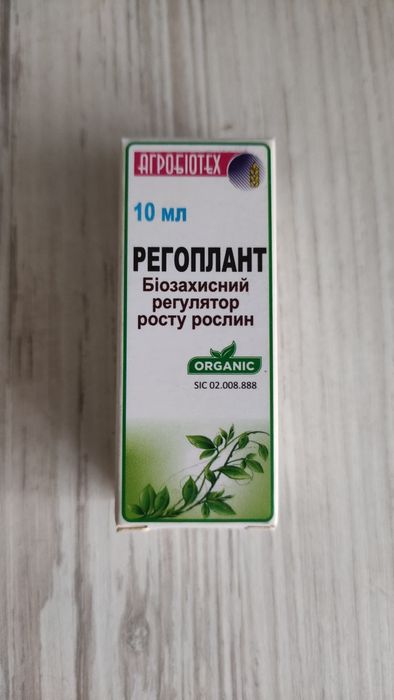 АГРОБІОТЕХ
10 мл
РЕГОПЛАНТ
Біозахисний
регулятор
росту рослин
ORGANIC
SIC 02.008.888